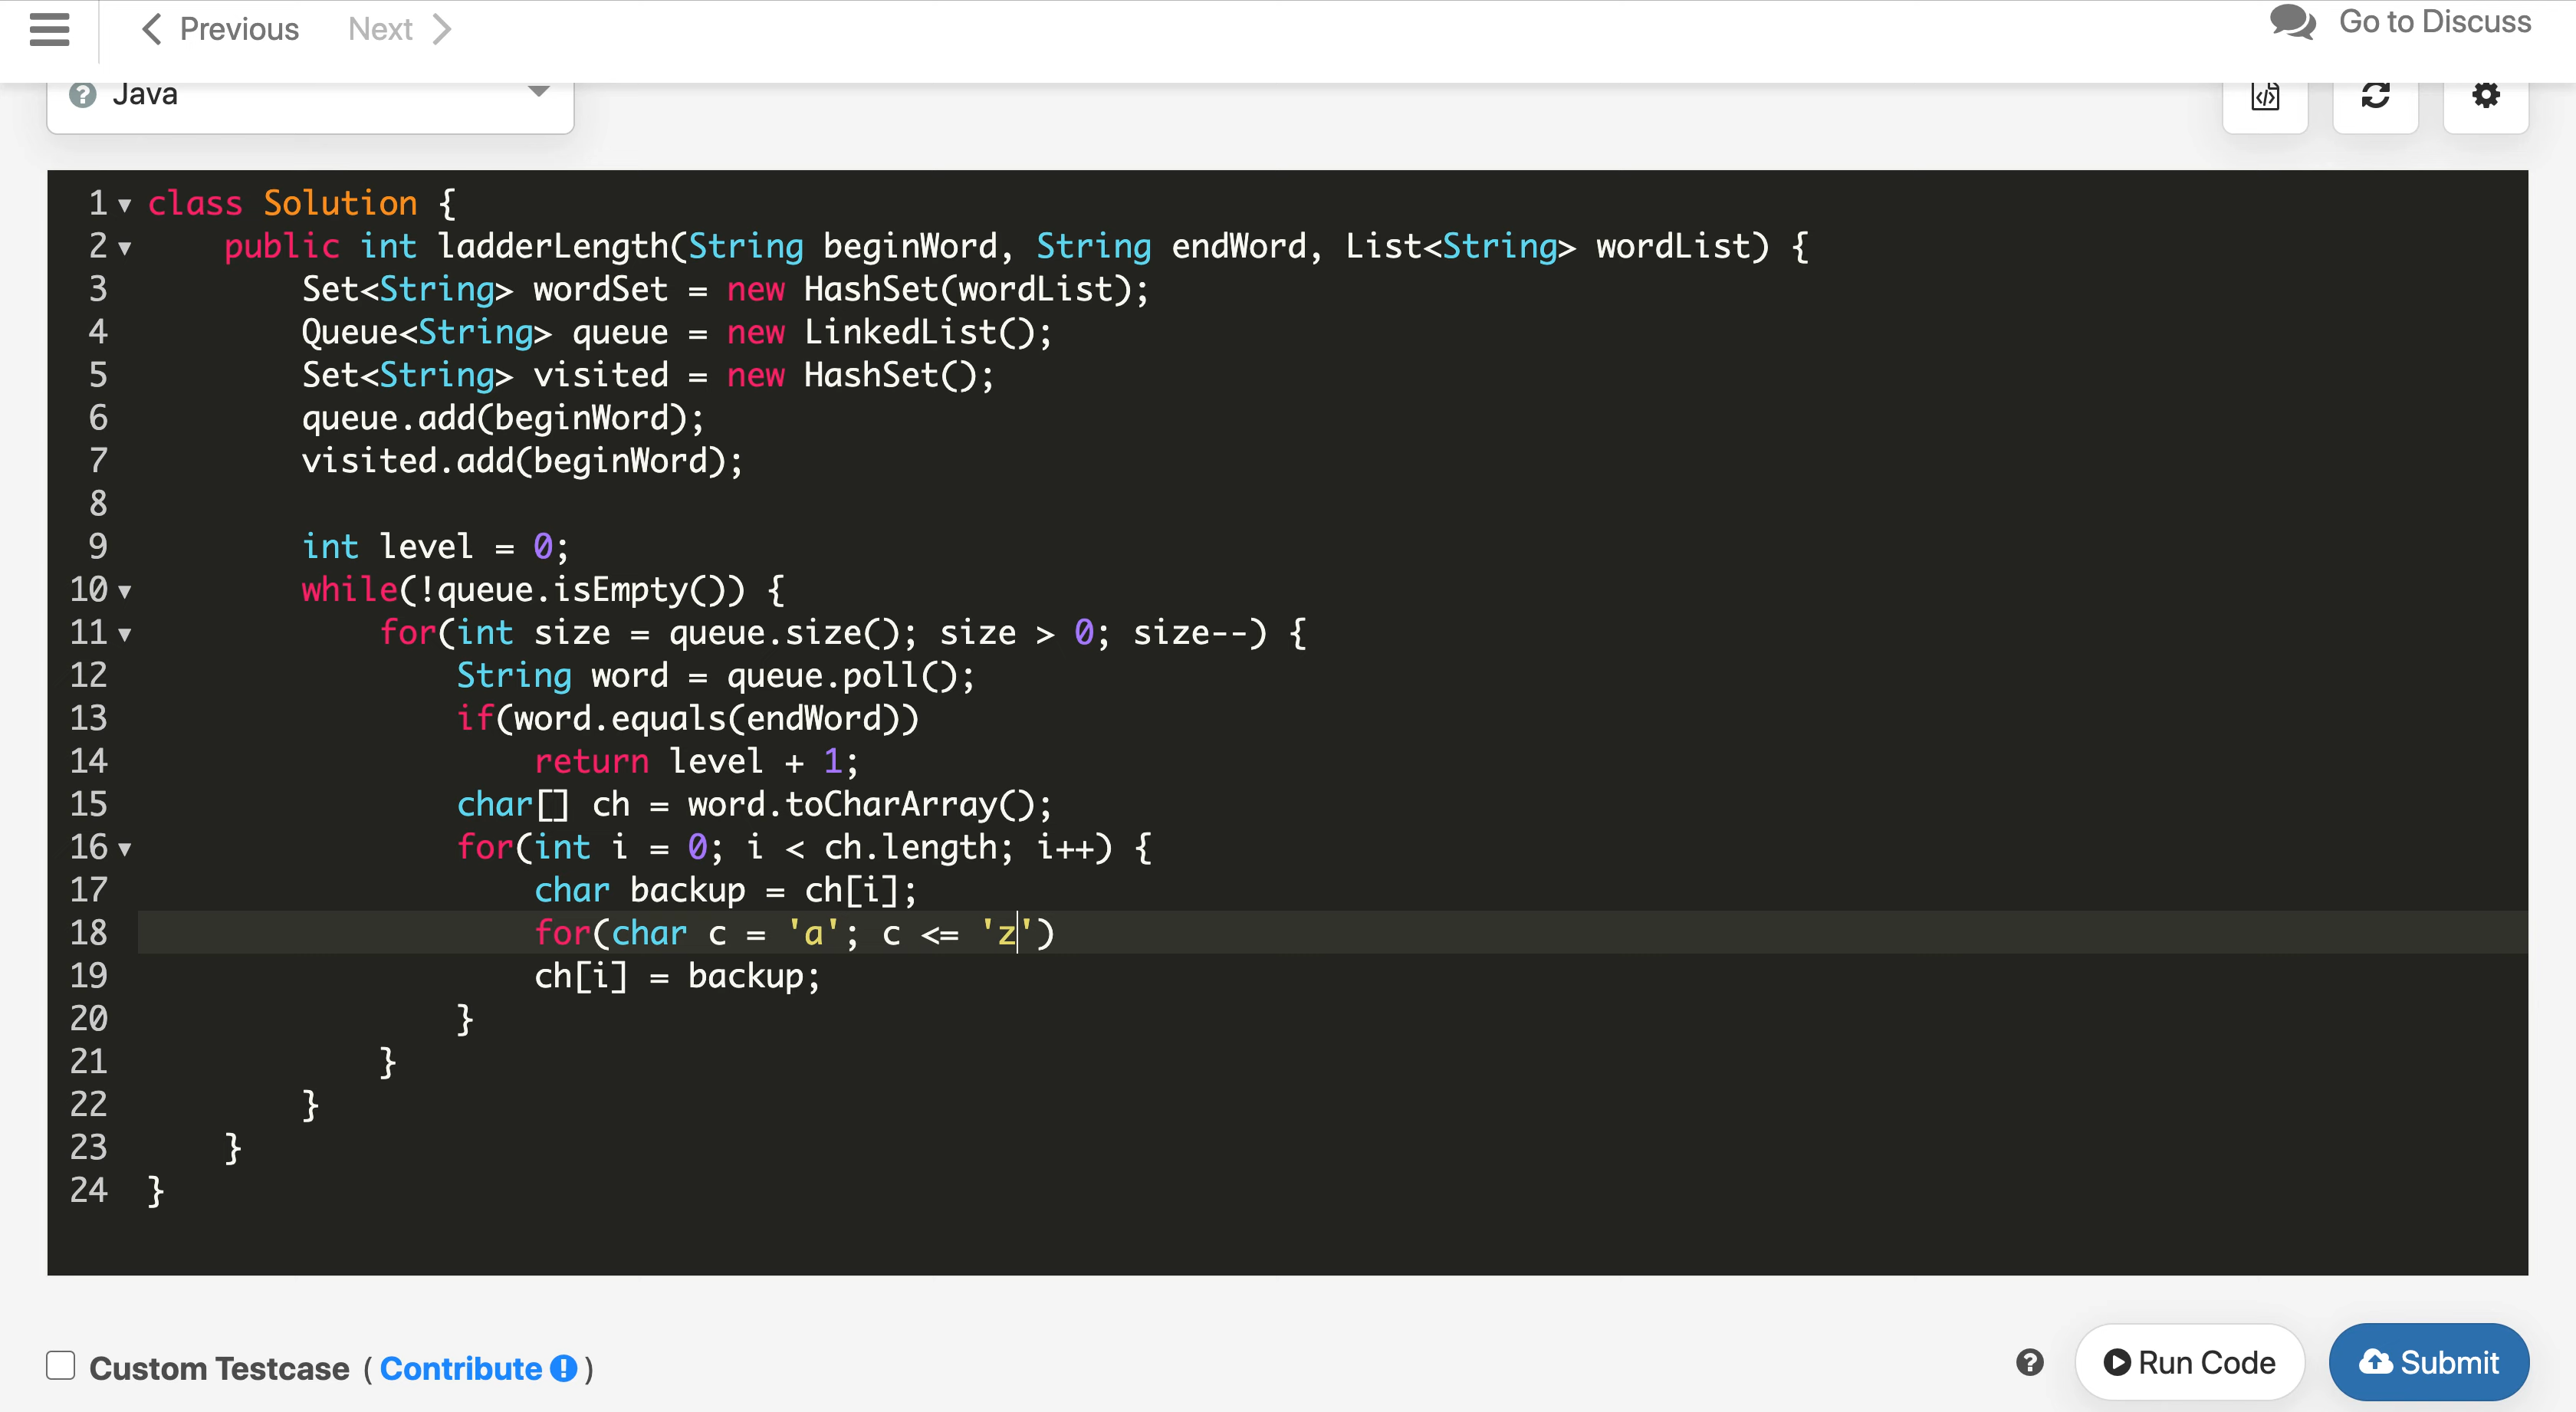 Previous Next Go to Discuss
Java
1 class Solution {
2 public int ladderLength(String beginWord, String endWord, List<String> wordList) {
3 Set<String> wordSet = new HashSet(wordList);
4 Queue<String> queue = new LinkedList();
5 Set<String> visited = new HashSet();
6 queue.add(beginWord);
7 visited.add(beginWord);
8
9 int level = 0;
10 while(!queue.isEmpty()) {
11 for(int size = queue.size(); size > 0; size--) {
12 String word = queue.poll();
13 if(word.equals(endWord))
14 return level + 1;
15 char[] ch = word.toCharArray();
16 for(int i = 0; i < ch.length; i++) {
17 char backup = ch[i];
18 for(char c = 'a'; c <= 'z')
19 ch[i] = backup;
20 }
21 }
22 }
23 }
24 }
Custom Testcase ( Contribute ! ) ? Run Code Submit